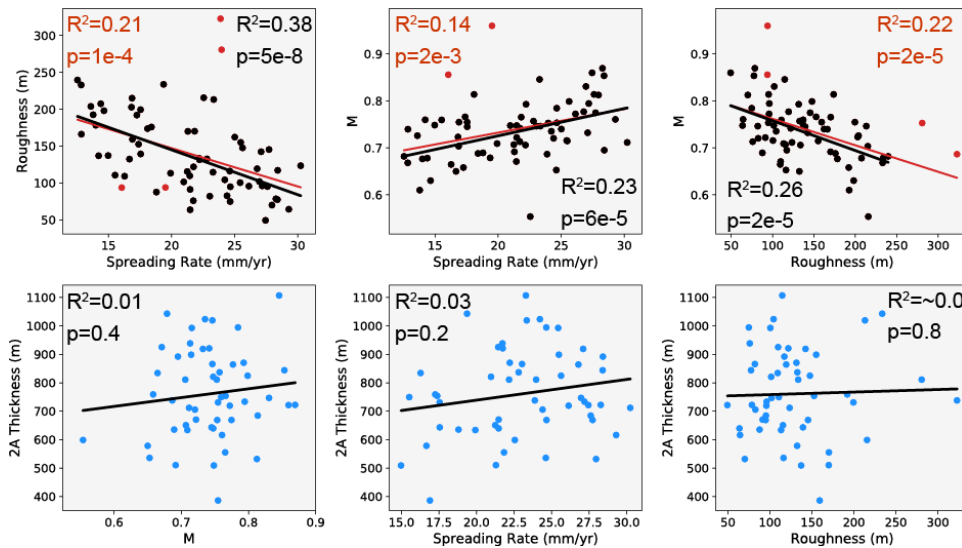 R²=0.21
p=1e-4
R²=0.38
p=5e-8
Roughness (m)
300
250
200
150
100
50
15
20
25
30
Spreading Rate (mm/yr)
R²=0.14
p=2e-3
R²=0.23
p=6e-5
M
0.9
0.8
0.7
0.6
15
20
25
30
Spreading Rate (mm/yr)
R²=0.22
p=2e-5
R²=0.26
p=2e-5
M
0.9
0.8
0.7
0.6
50
100
150
200
250
300
Roughness (m)
R²=0.01
p=0.4
2A Thickness (m)
1100
1000
900
800
700
600
500
400
0.6
0.7
0.8
0.9
M
R²=0.03
p=0.2
2A Thickness (m)
1100
1000
900
800
700
600
500
400
15.0
17.5
20.0
22.5
25.0
27.5
30.0
Spreading Rate (mm/yr)
R²=~0.0
p=0.8
2A Thickness (m)
1100
1000
900
800
700
600
500
400
50
100
150
200
250
300
Roughness (m)